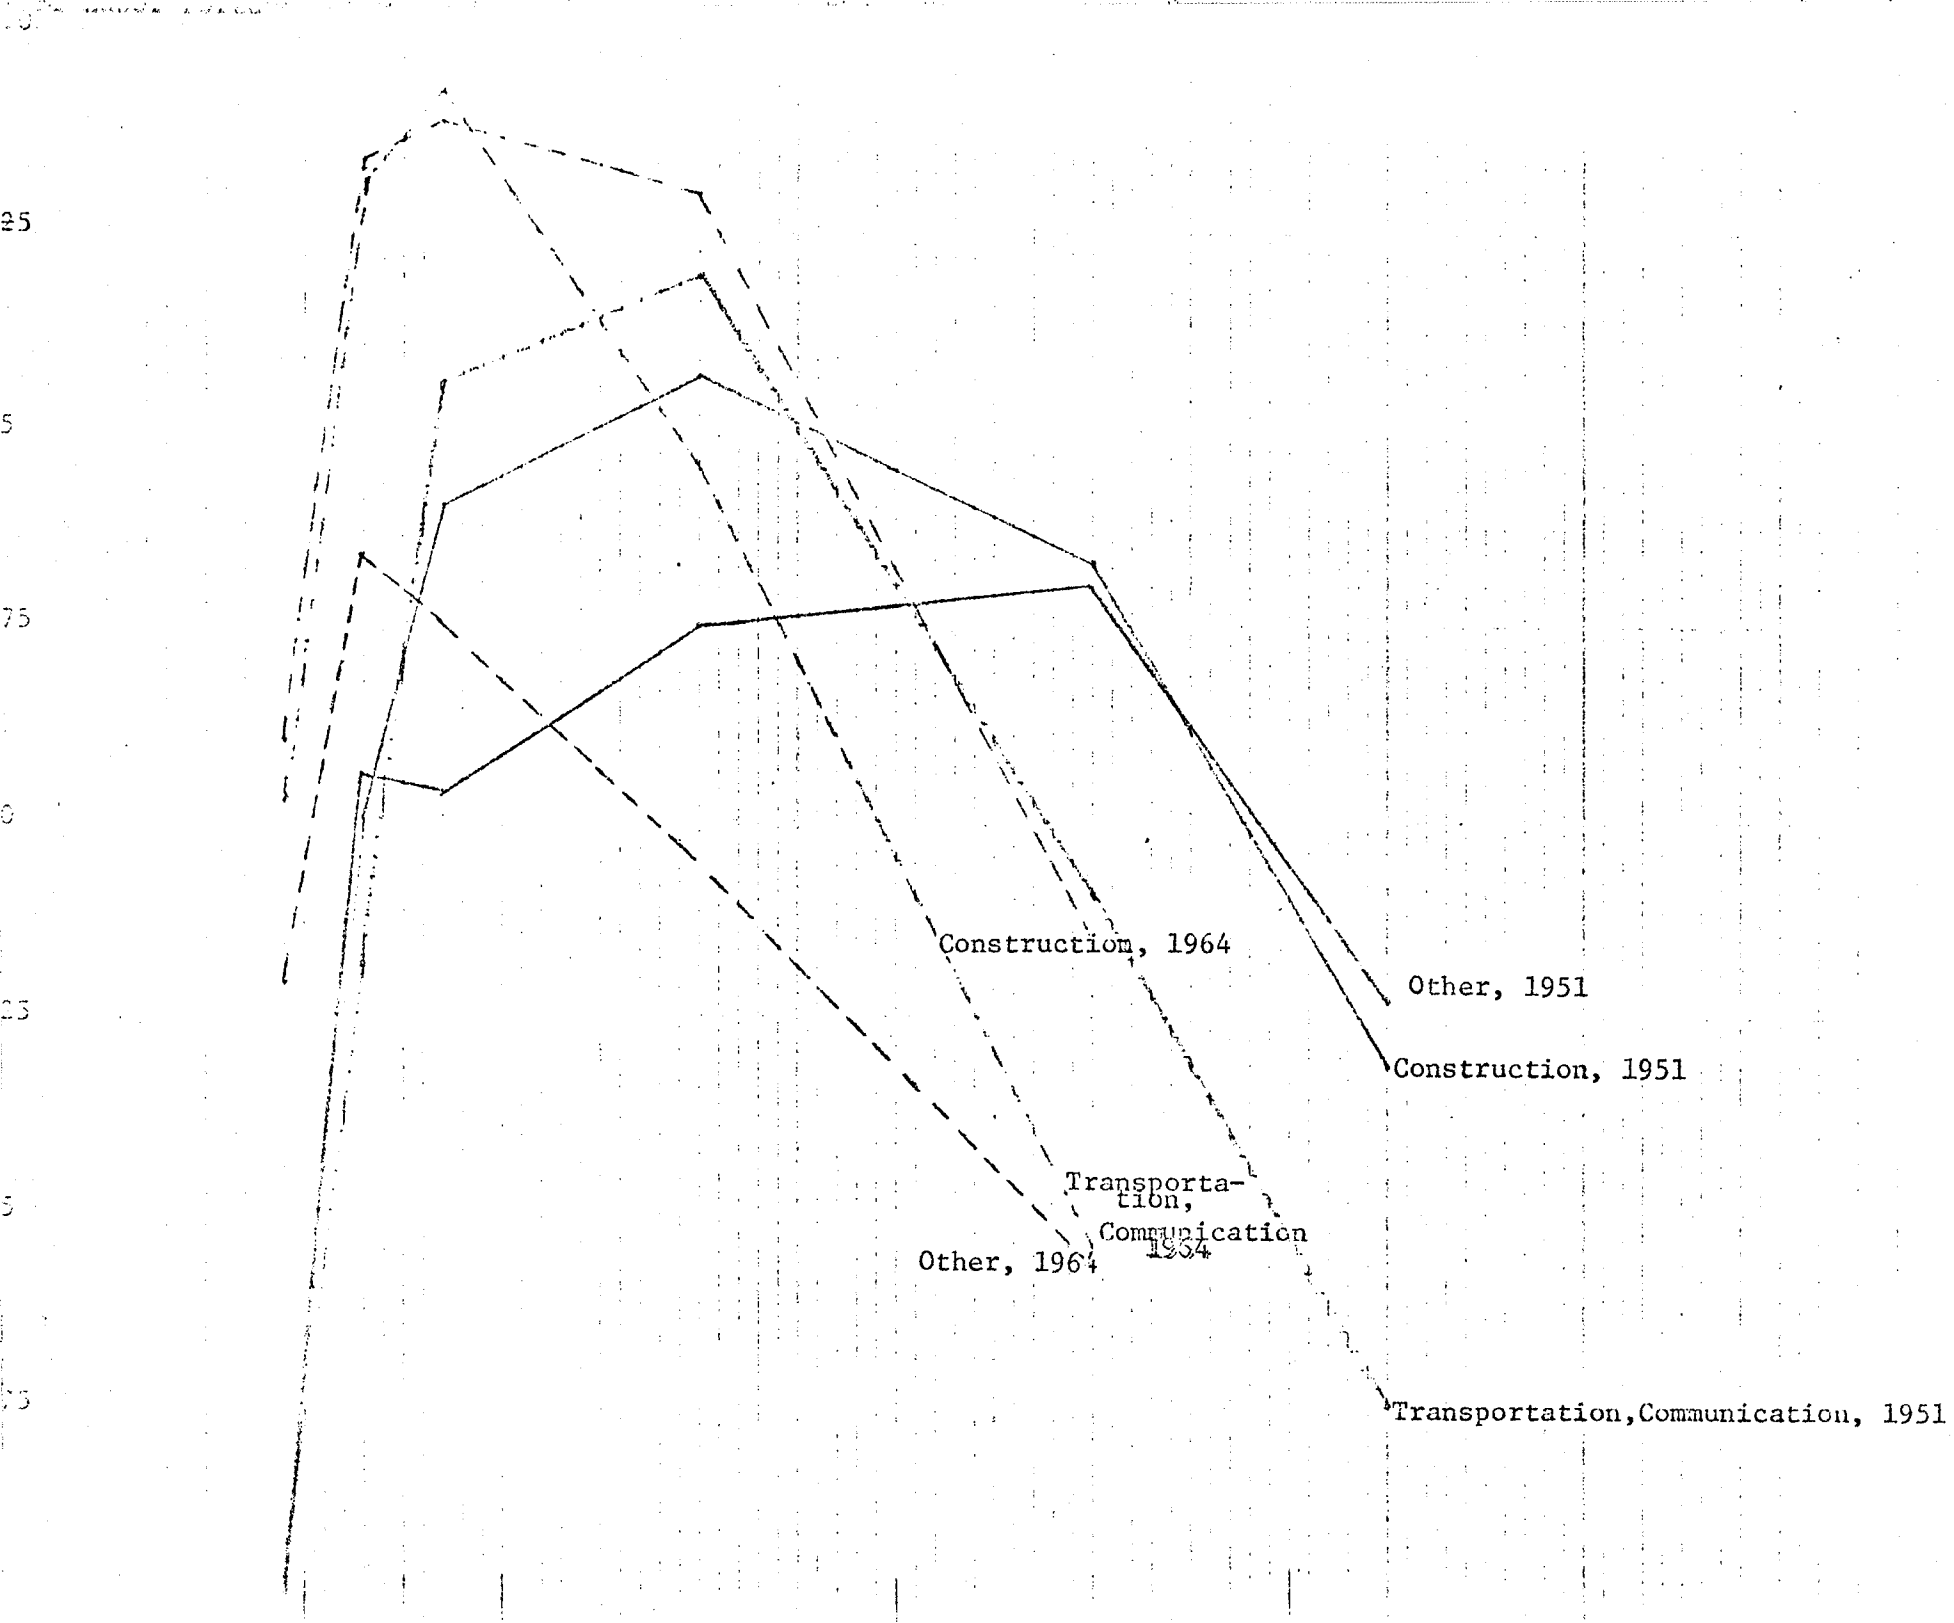 25
5
75
0
5
Construction, 1964
Other, 1951
Construction, 1951
Transporta-
tion,
Communication
1964
Other, 1964
Transportation,Communication, 1951